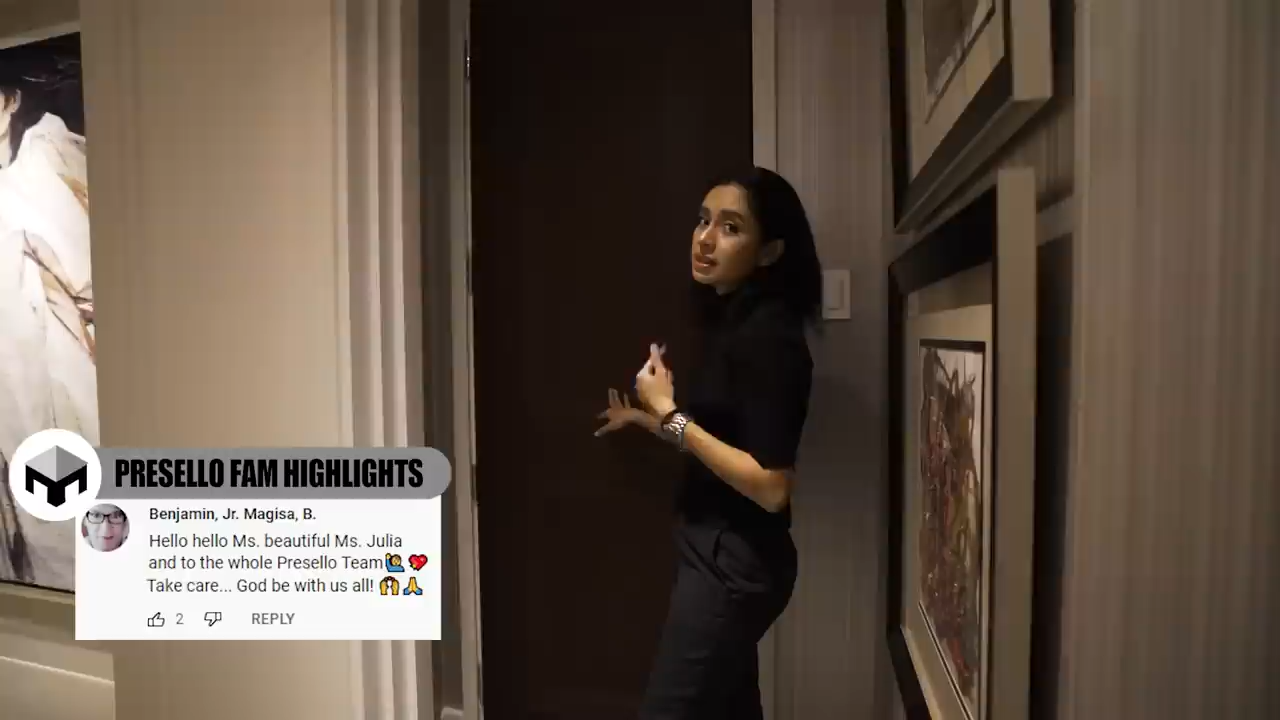 PRESELLO FAM HIGHLIGHTS
Benjamin, Jr. Magisa, B.
Hello hello Ms. beautiful Ms. Julia
and to the whole Presello Team🙋❤️
Take care... God be with us all! 🙌🙏
2 REPLY